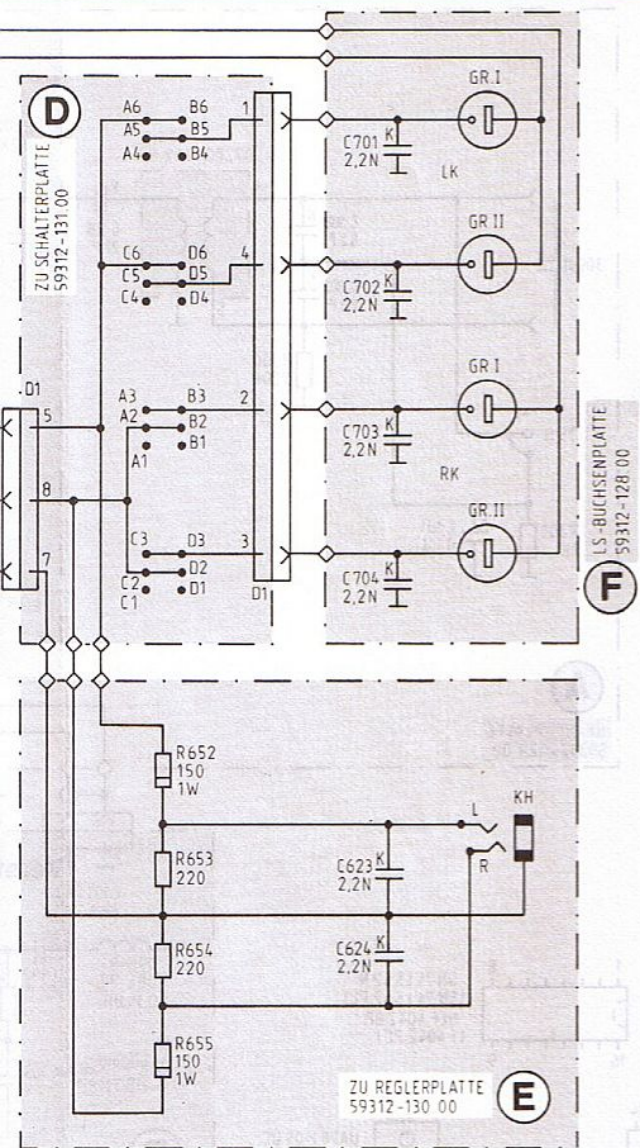 D
ZU SCHALTERPLATTE
59312-131.00
A6 B6
A5 B5
A4 B4
1
C6 D6
C5 D5
C4 D4
4
A3 B3
A2 B2
A1 B1
2
C3 D3
C2 D2
C1 D1
3
D1
D1
5
8
7
GR.I
C701 K
2,2N
LK
GR II
C702 K
2,2N
GR I
C703 K
2,2N
RK
GR.II
C704 K
2,2N
LS-BUCHSENPLATTE
59312-128 00
F
R652
150
1W
R653
220
R654
220
R655
150
1W
C623 K
2,2N
C624 K
2,2N
L
R
KH
ZU REGLERPLATTE
59312-130 00
E